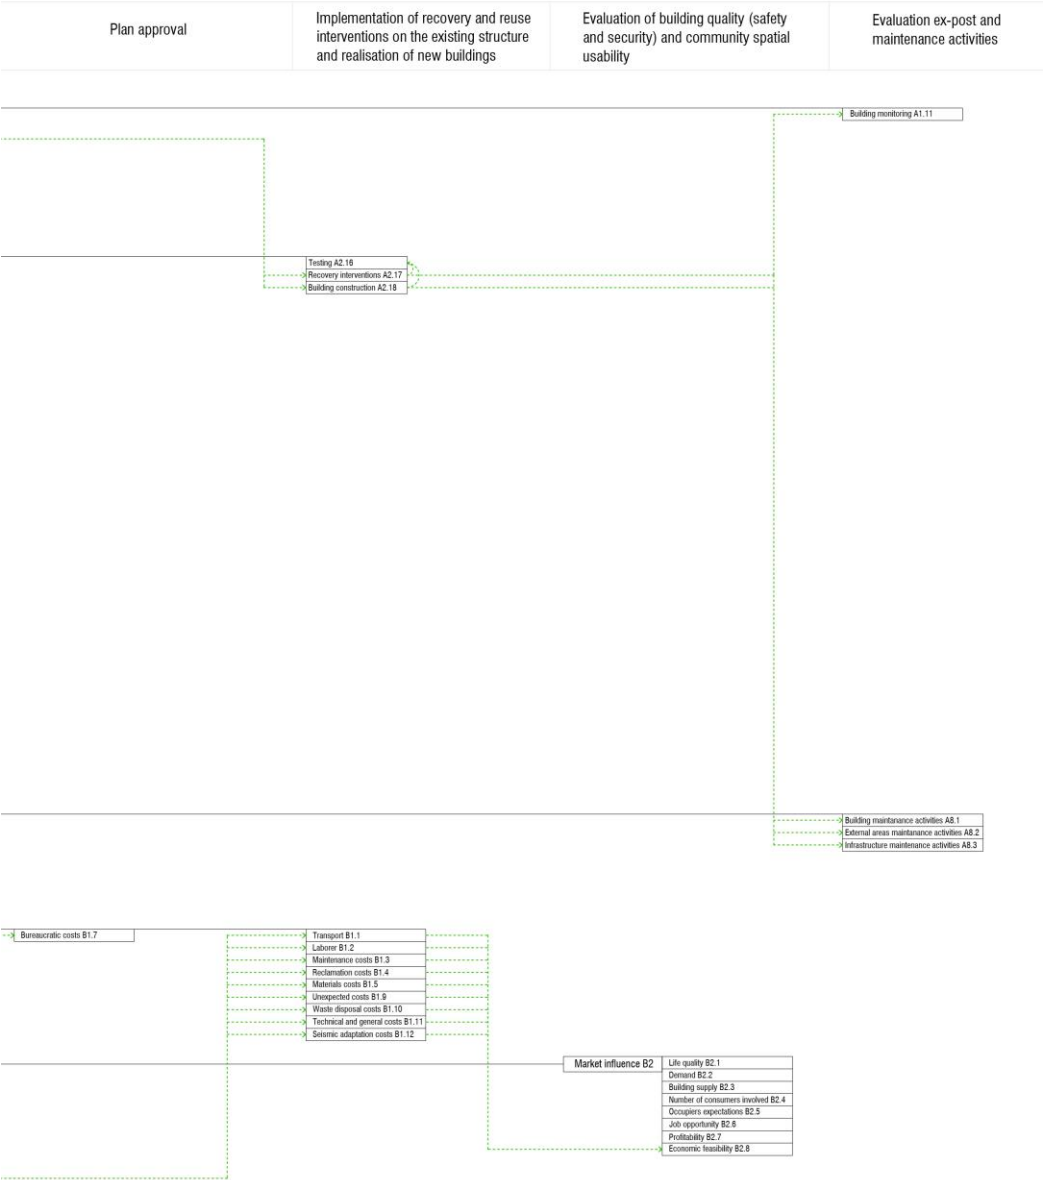 Plan approval
Implementation of recovery and reuse
interventions on the existing structure
and realisation of new buildings
Evaluation of building quality (safety
and security) and community spatial
usability
Evaluation ex-post and
maintenance activities
Building monitoring A1.11
Testing A2.16
Recovery interventions A2.17
Building construction A2.18
Building maintanance activities A8.1
External areas maintanance activities A8.2
Infrastructure maintenance activities A8.3
Bureaucratic costs B1.7
Transport B1.1
Laborer B1.2
Maintenance costs B1.3
Reclamation costs B1.4
Materials costs B1.5
Unexpected costs B1.9
Waste disposal costs B1.10
Technical and general costs B1.11
Seismic adaptation costs B1.12
Market influence B2
Life quality B2.1
Demand B2.2
Building supply B2.3
Number of consumers involved B2.4
Occupiers expectations B2.5
Job opportunity B2.6
Profitability B2.7
Economic feasibility B2.8